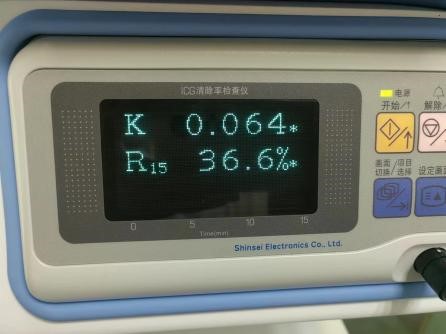 ICG清除率检查仪
K 0.064*
R15 36.6%*
0 5 10 15
Time(min)
Shinsei Electronics Co., Ltd.
电源
开始/↑
解除/
画面/项目
切换/选择
设定画面